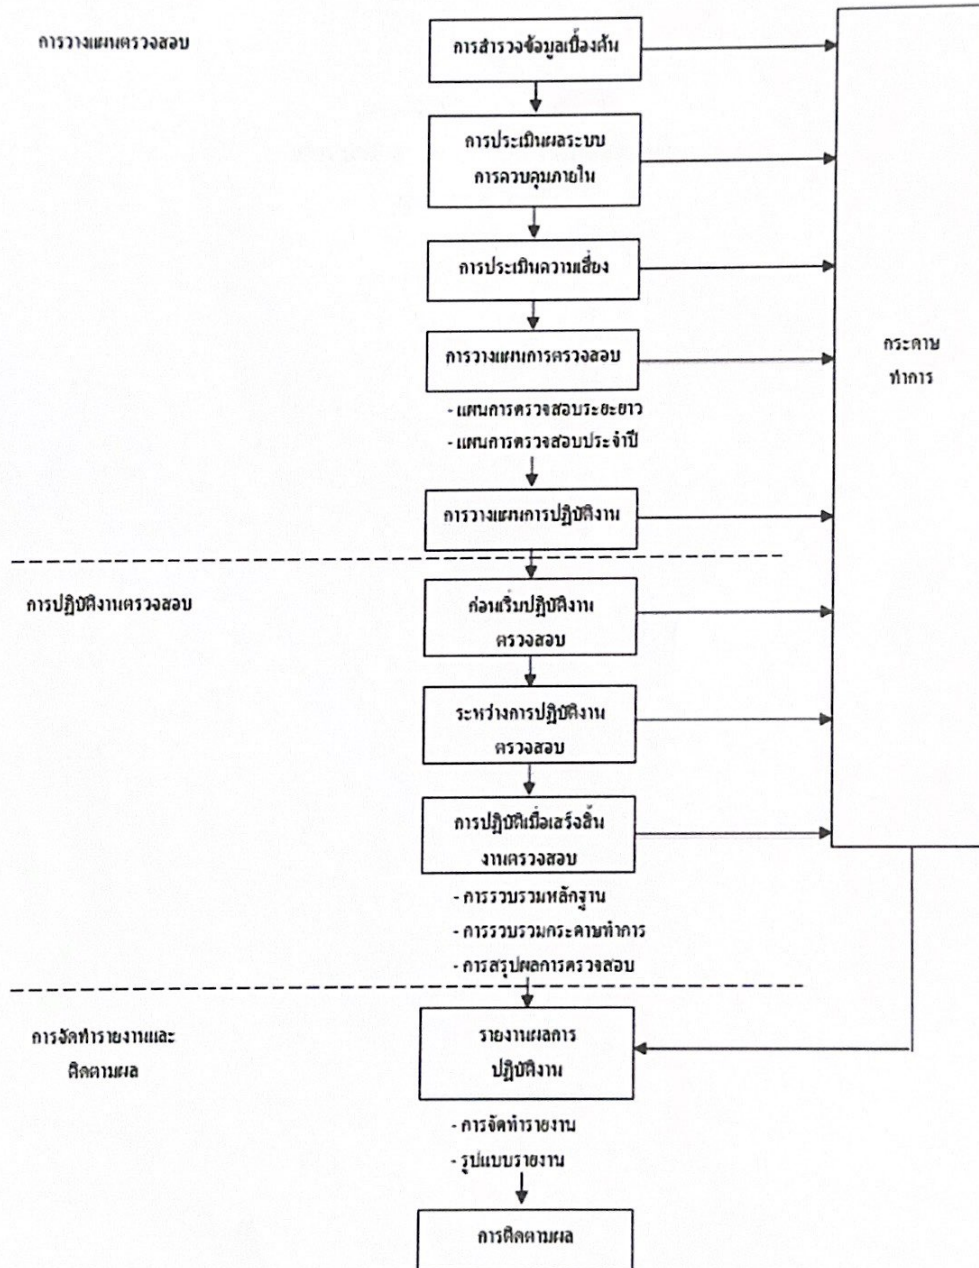 การวางแผนตรวจสอบ
การสำรวจข้อมูลเบื้องต้น
การประเมินผลระบบ
การควบคุมภายใน
การประเมินความเสี่ยง
การวางแผนการตรวจสอบ
- แผนการตรวจสอบระยะยาว
- แผนการตรวจสอบประจำปี
การวางแผนการปฏิบัติงาน
กระดาษ
ทำการ
การปฏิบัติงานตรวจสอบ
ก่อนเริ่มปฏิบัติงาน
ตรวจสอบ
ระหว่างการปฏิบัติงาน
ตรวจสอบ
การปฏิบัติเมื่อเสร็จสิ้น
งานตรวจสอบ
- การรวบรวมหลักฐาน
- การรวบรวมกระดาษทำการ
- การสรุปผลการตรวจสอบ
การจัดทำรายงานและ
ติดตามผล
รายงานผลการ
ปฏิบัติงาน
- การจัดทำรายงาน
- รูปแบบรายงาน
การติดตามผล